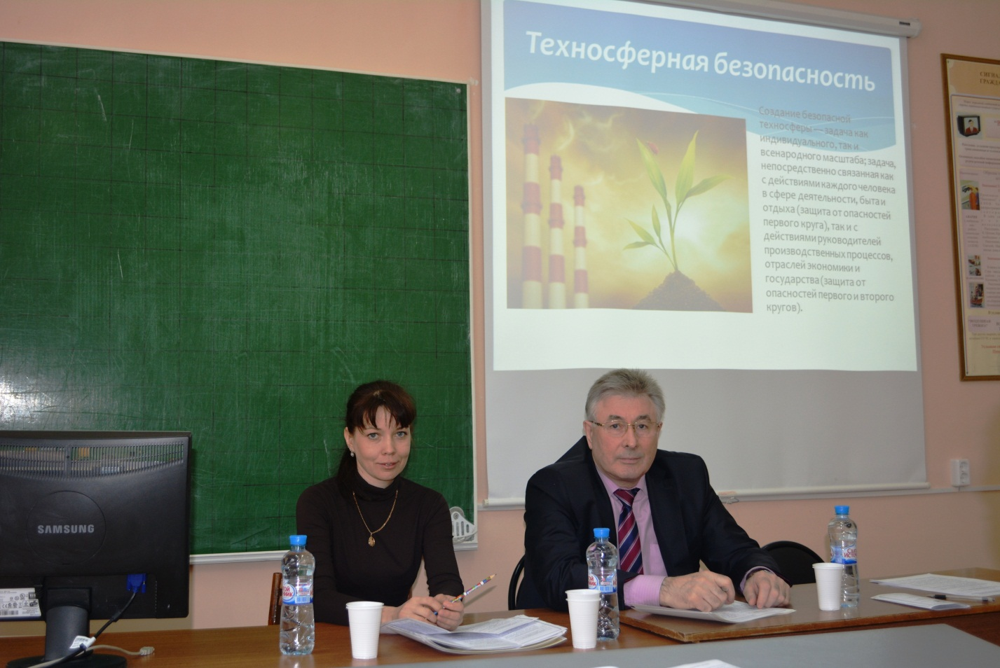 Техносферная безопасность
Создание безопасной
техносферы — задача как
индивидуального, так и
всенародного масштаба; задача,
непосредственно связанная как
с действиями каждого человека
в сфере деятельности, быта и
отдыха (защита от опасностей
первого круга), так и с
действиями руководителей
производственных процессов,
отраслей экономики и
государства (защита от
опасностей первого и второго
кругов).
SAMSUNG